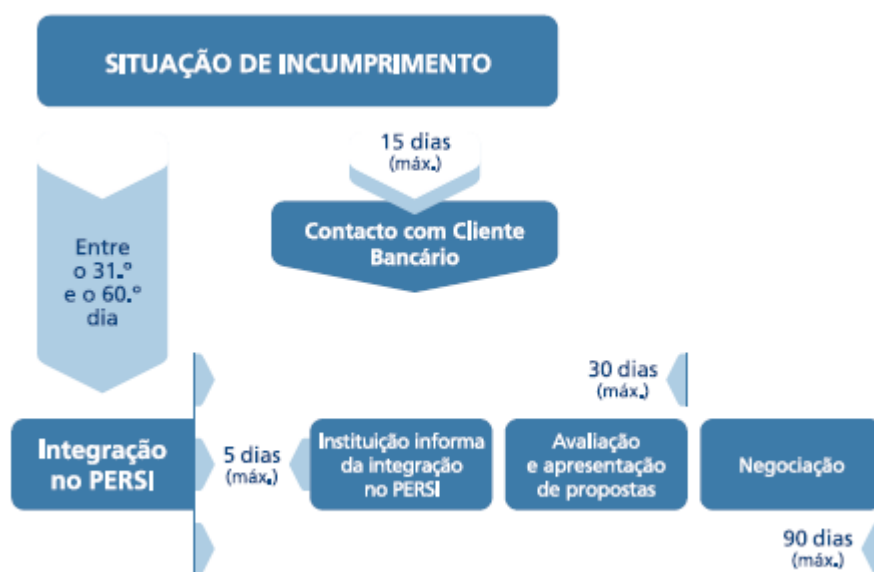 SITUAÇÃO DE INCUMPRIMENTO
15 dias
(máx.)
Contacto com Cliente
Bancário
Entre
o 31.º
e o 60.º
dia
30 dias
(máx.)
Integração
no PERSI
5 dias
(máx.)
Instituição informa
da integração
no PERSI
Avaliação
e apresentação
de propostas
Negociação
90 dias
(máx.)